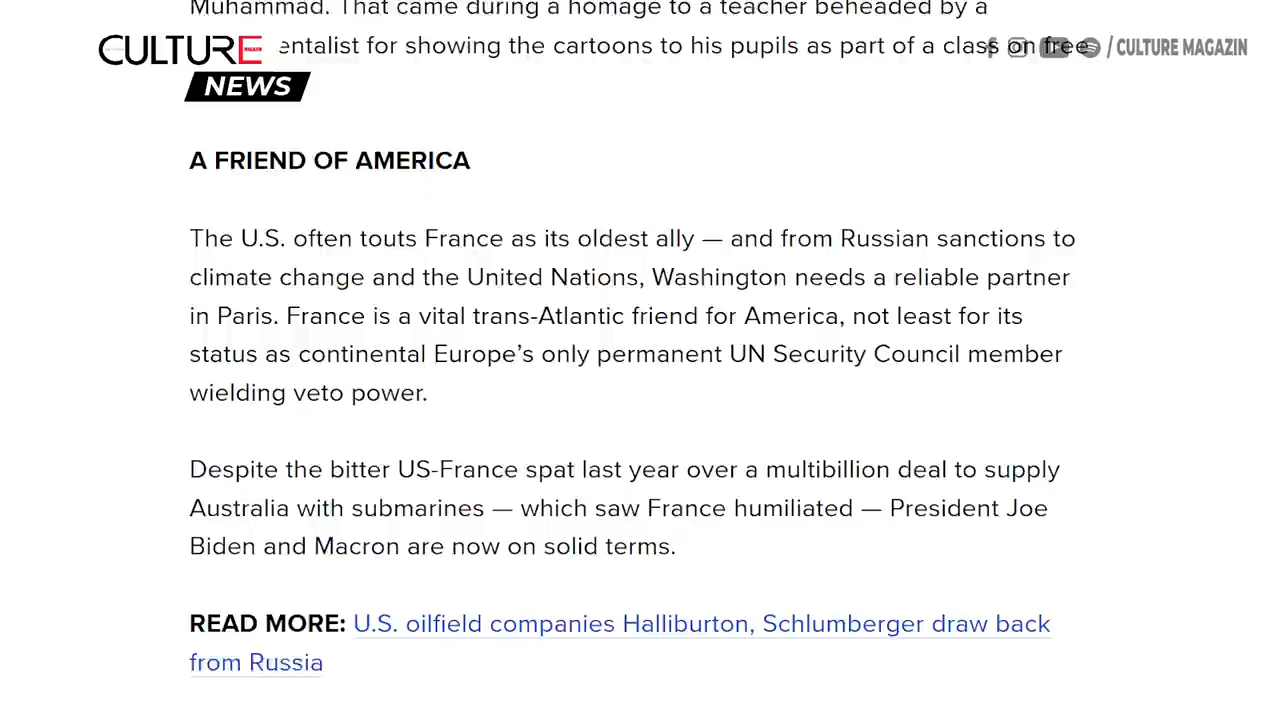 Muhammad. That came during a homage to a teacher beheaded by a
CULTURE
entalist for showing the cartoons to his pupils as part of a class on free
/ CULTURE MAGAZIN
NEWS
A FRIEND OF AMERICA
The U.S. often touts France as its oldest ally — and from Russian sanctions to
climate change and the United Nations, Washington needs a reliable partner
in Paris. France is a vital trans-Atlantic friend for America, not least for its
status as continental Europe’s only permanent UN Security Council member
wielding veto power.
Despite the bitter US-France spat last year over a multibillion deal to supply
Australia with submarines — which saw France humiliated — President Joe
Biden and Macron are now on solid terms.
READ MORE: U.S. oilfield companies Halliburton, Schlumberger draw back
from Russia